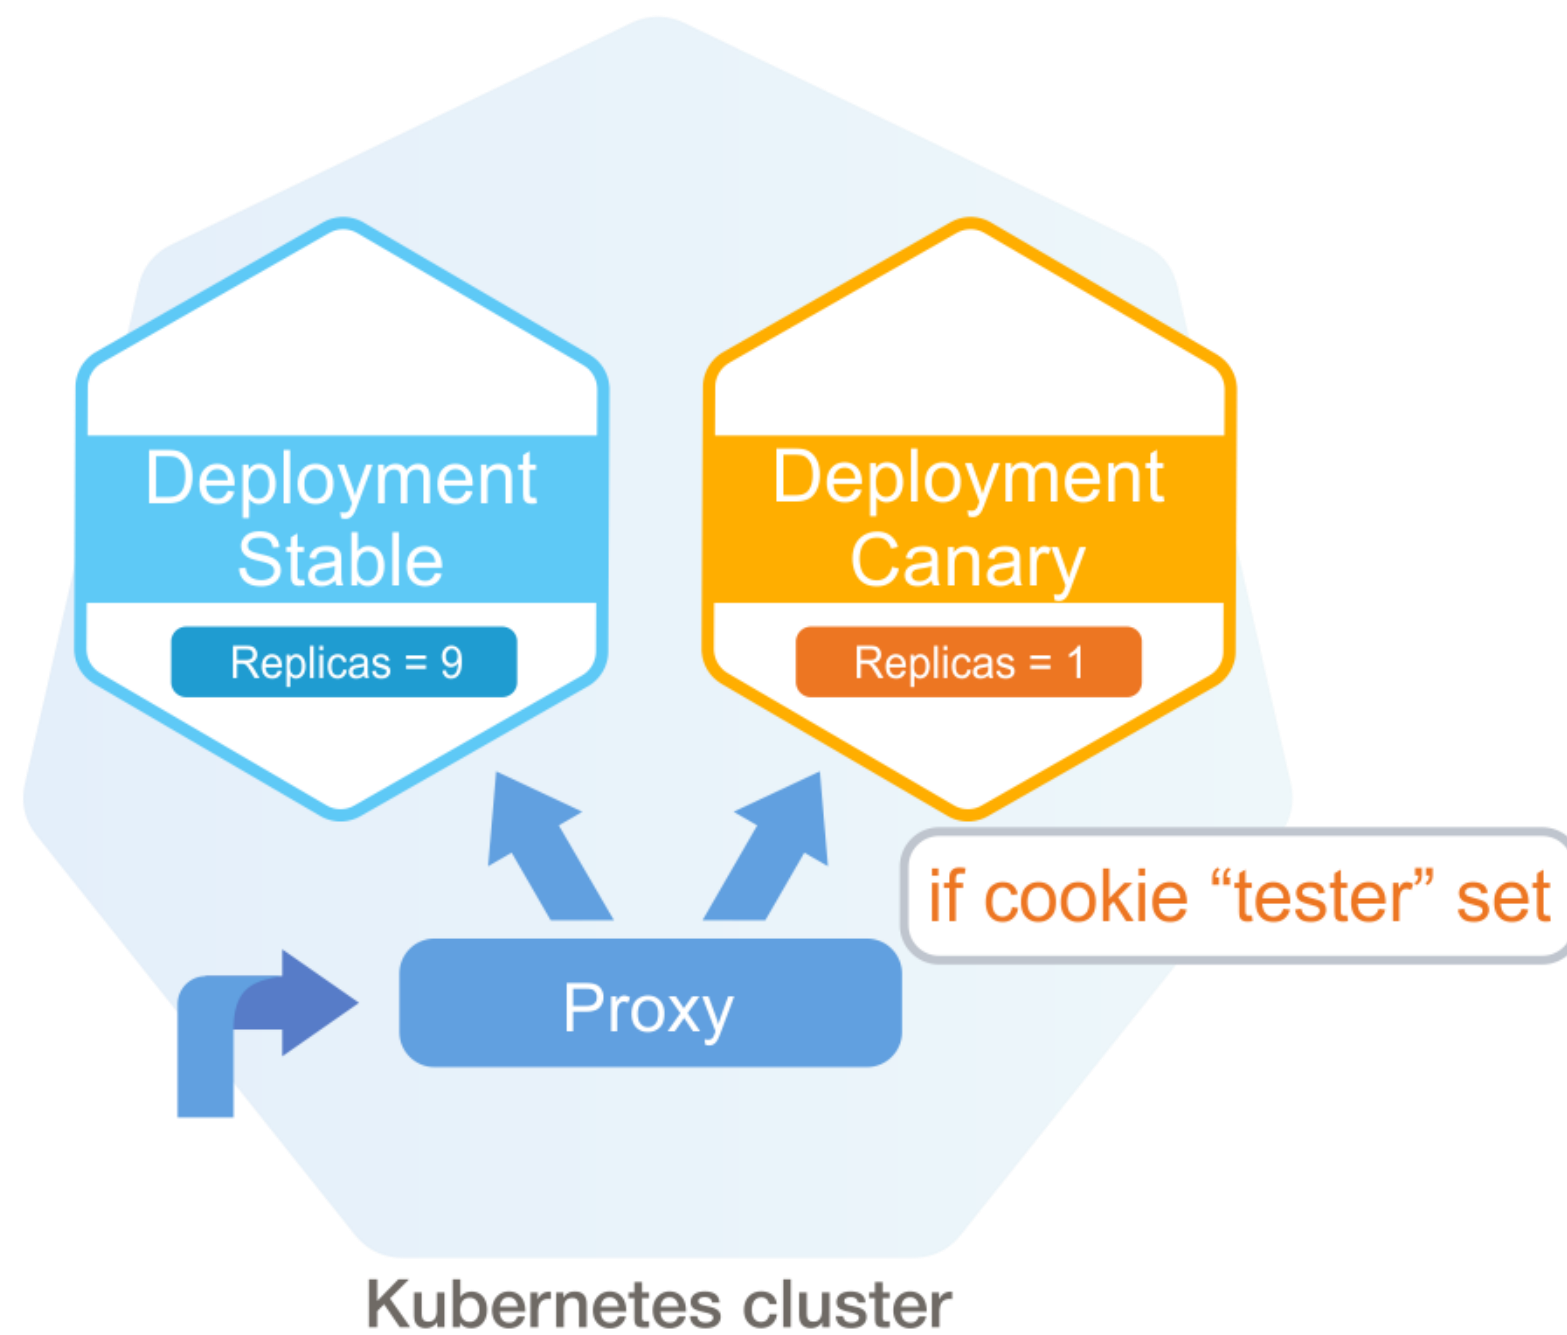 Deployment
Stable
Replicas = 9
Deployment
Canary
Replicas = 1
if cookie “tester” set
Proxy
Kubernetes cluster